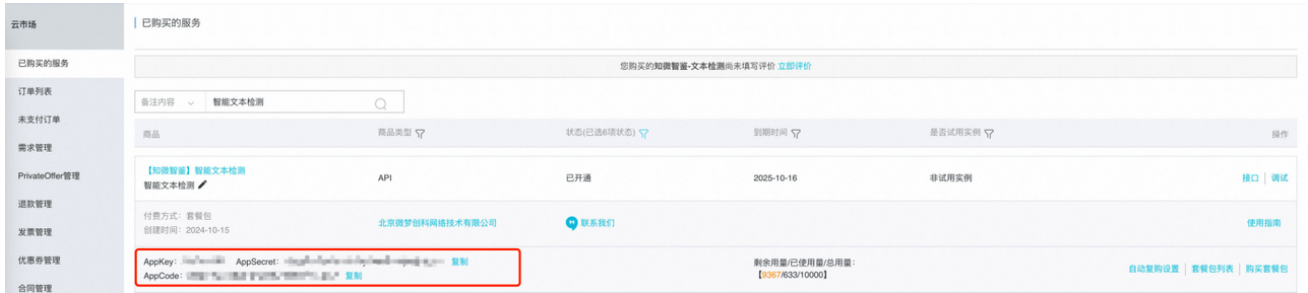 云市场
已购买的服务
已购买的服务
订单列表
未支付订单
需求管理
PrivateOffer管理
退款管理
发票管理
优惠券管理
合同管理
您购买的知微智鉴-文本检测尚未填写评价 立即评价
备注内容 智能文本检测
商品 商品类型 状态(已选6项状态) 到期时间 是否试用实例 操作
【知微智鉴】智能文本检测
智能文本检测
API 已开通 2025-10-16 非试用实例 接口 | 调试
付费方式：套餐包
创建时间：2024-10-15
北京微梦创科网络技术有限公司 联系我们 使用指南
AppKey: AppSecret: 复制
AppCode: 复制
剩余用量/已使用量/总用量：
【9367/633/10000】
自动复购设置 | 套餐包列表 | 购买套餐包